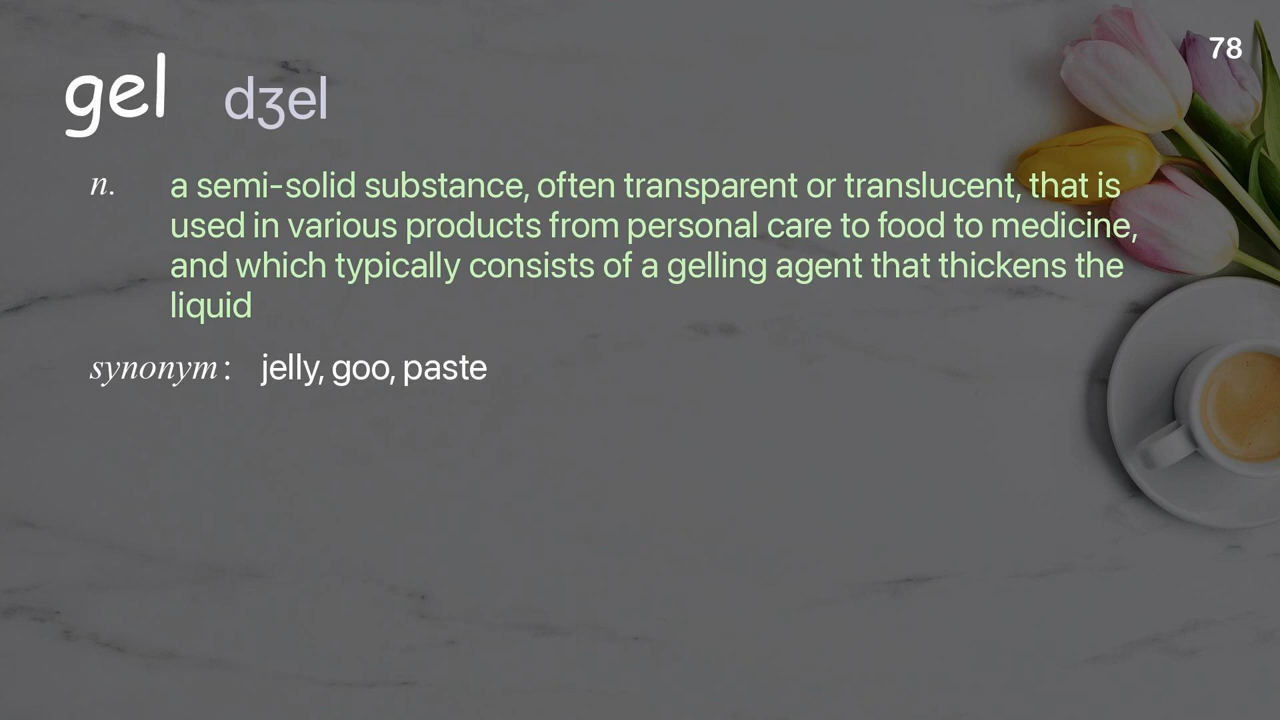 78
gel dʒel
n. a semi-solid substance, often transparent or translucent, that is
used in various products from personal care to food to medicine,
and which typically consists of a gelling agent that thickens the
liquid
synonym: jelly, goo, paste